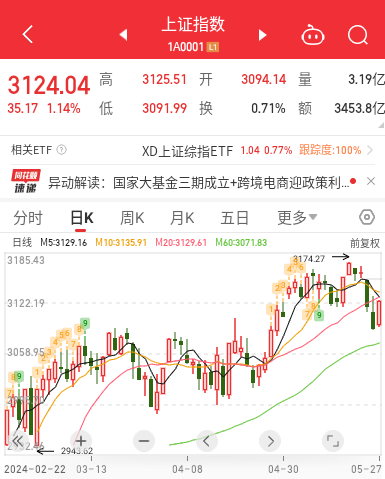 上证指数
1A0001 L1
3124.04 高 3125.51 开 3094.14 量 3.19亿
35.17 1.14% 低 3091.99 换 0.71% 额 3453.8亿
相关ETF ? XD上证综指ETF 1.04 0.77% 跟踪度:100%
同花顺
速递 异动解读：国家大基金三期成立+跨境电商迎政策利...
分时 日K 周K 月K 五日 更多
日线 M5:3129.16 M10:3135.91 M20:3129.61 M60:3071.83 前复权
3185.43
3174.27
3122.19
3058.95
2943.62
2024-02-22 03-13 04-08 04-30 05-27